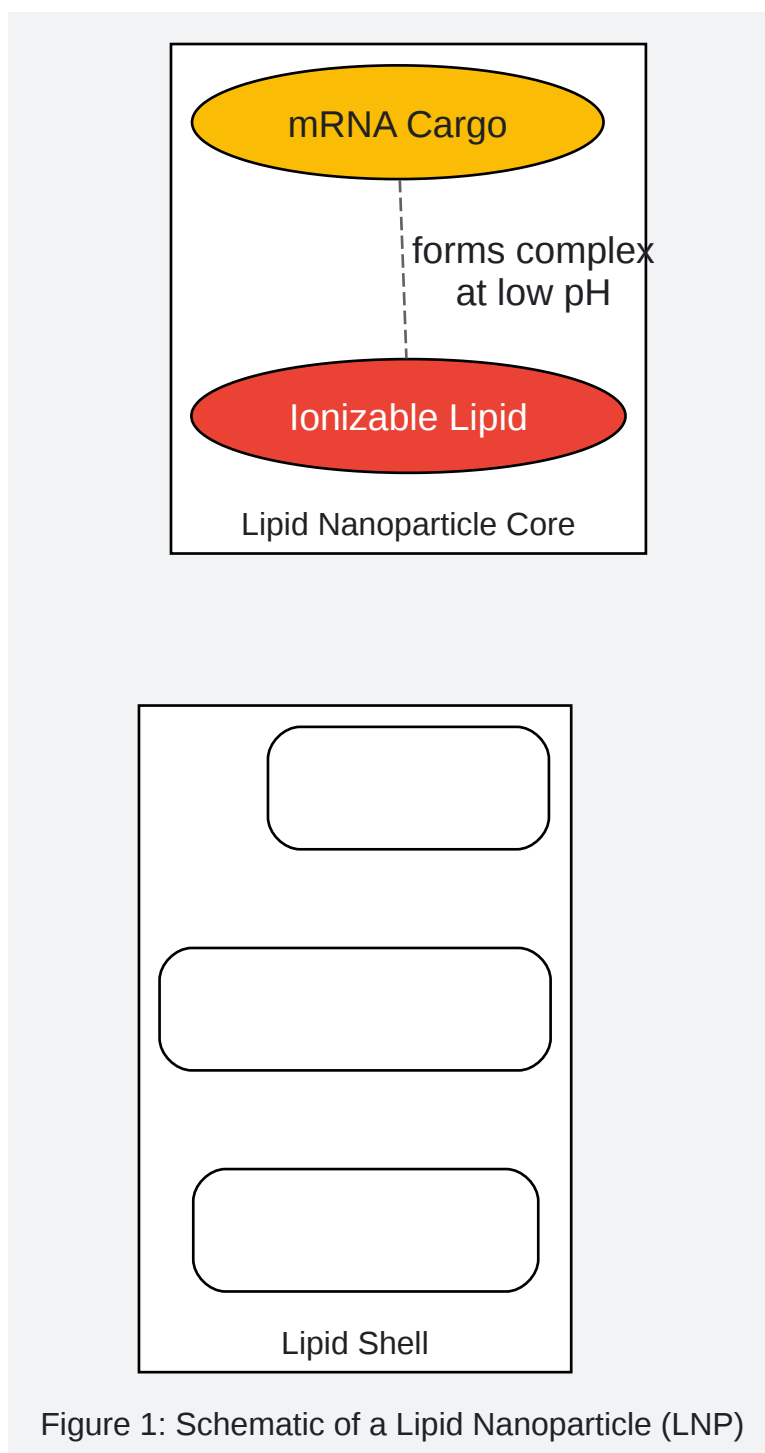 mRNA Cargo
forms complex
at low pH
Ionizable Lipid
Lipid Nanoparticle Core
Lipid Shell
Figure 1: Schematic of a Lipid Nanoparticle (LNP)